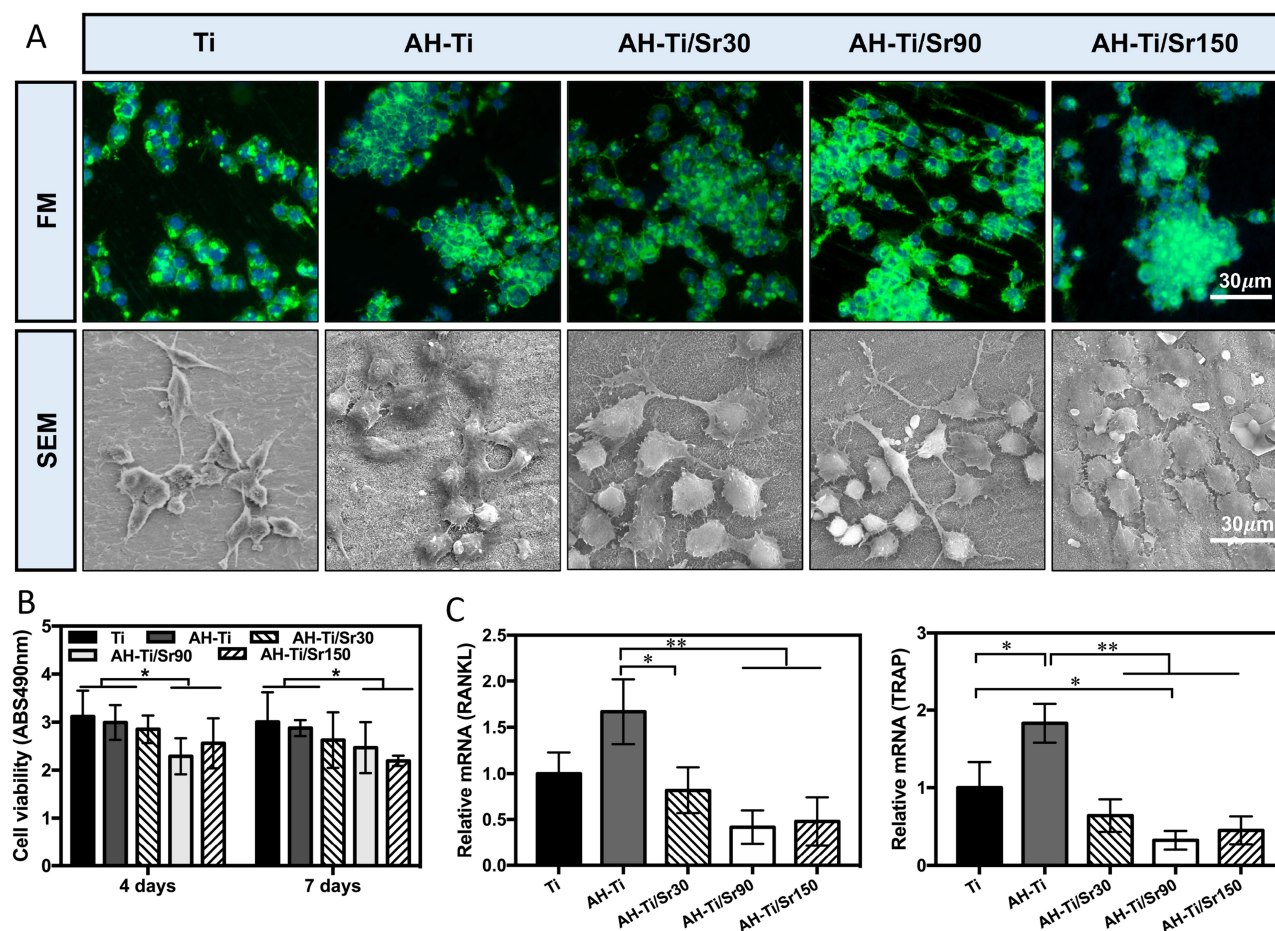 A
Ti
AH-Ti
AH-Ti/Sr30
AH-Ti/Sr90
AH-Ti/Sr150
FM
30μm
SEM
30μm
B
Cell viability (ABS490nm)
5
4
3
2
1
0
Ti
AH-Ti
AH-Ti/Sr30
AH-Ti/Sr90
AH-Ti/Sr150
*
*
4 days
7 days
C
Relative mRNA (RANKL)
2.5
2.0
1.5
1.0
0.5
0.0
**
*
Ti
AH-Ti
AH-Ti/Sr30
AH-Ti/Sr90
AH-Ti/Sr150
Relative mRNA (TRAP)
3
2
1
0
*
**
*
Ti
AH-Ti
AH-Ti/Sr30
AH-Ti/Sr90
AH-Ti/Sr150